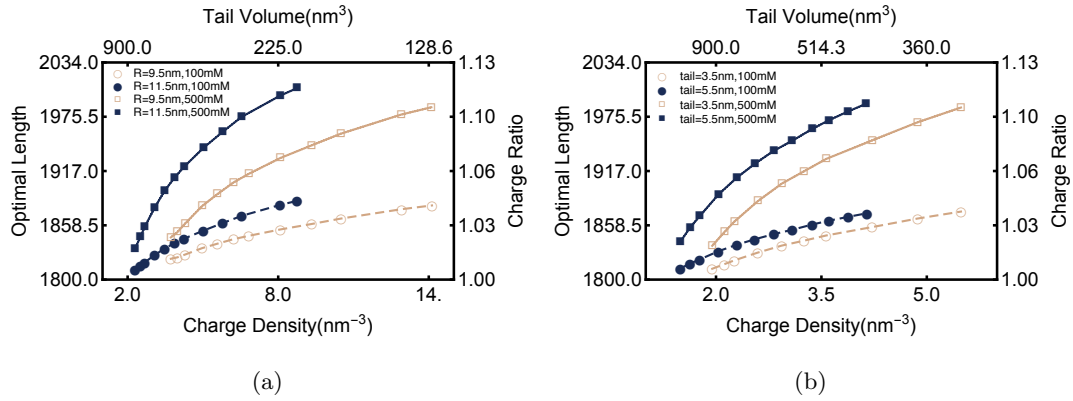 Tail Volume(nm³)
900.0 225.0 128.6
2034.0
1975.5
1917.0
1858.5
1800.0
Optimal Length
R=9.5nm,100mM
R=11.5nm,100mM
R=9.5nm,500mM
R=11.5nm,500mM
1.13
1.10
1.06
1.03
1.00
Charge Ratio
2.0 8.0 14.
Charge Density(nm⁻³)
(a)
Tail Volume(nm³)
900.0 514.3 360.0
2034.0
1975.5
1917.0
1858.5
1800.0
Optimal Length
tail=3.5nm,100mM
tail=5.5nm,100mM
tail=3.5nm,500mM
tail=5.5nm,500mM
1.13
1.10
1.06
1.03
1.00
Charge Ratio
2.0 3.5 5.0
Charge Density(nm⁻³)
(b)